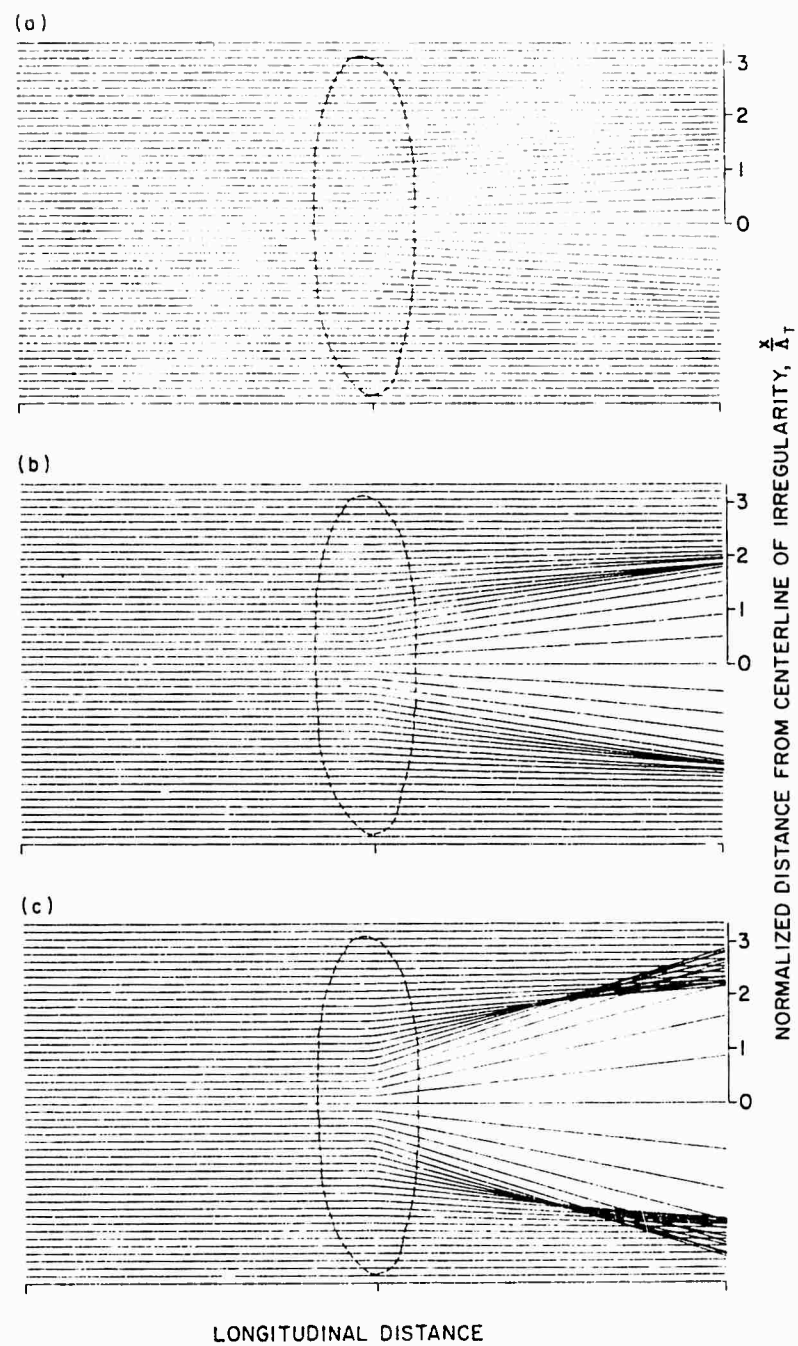 (a)
3
2
1
0
(b)
3
2
1
0
(c)
3
2
1
0
NORMALIZED DISTANCE FROM CENTERLINE OF IRREGULARITY, x/Δ_T
LONGITUDINAL DISTANCE